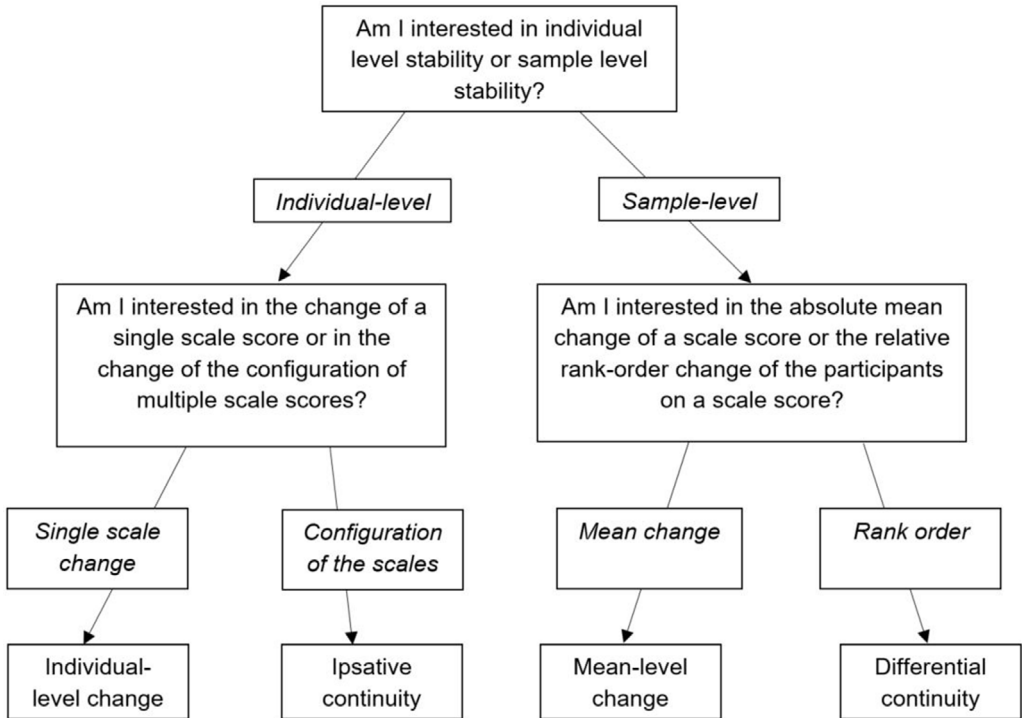 Am I interested in individual
level stability or sample level
stability?
Individual-level
Sample-level
Am I interested in the change of a
single scale score or in the
change of the configuration of
multiple scale scores?
Am I interested in the absolute mean
change of a scale score or the relative
rank-order change of the participants
on a scale score?
Single scale
change
Configuration
of the scales
Mean change
Rank order
Individual-
level change
Ipsative
continuity
Mean-level
change
Differential
continuity